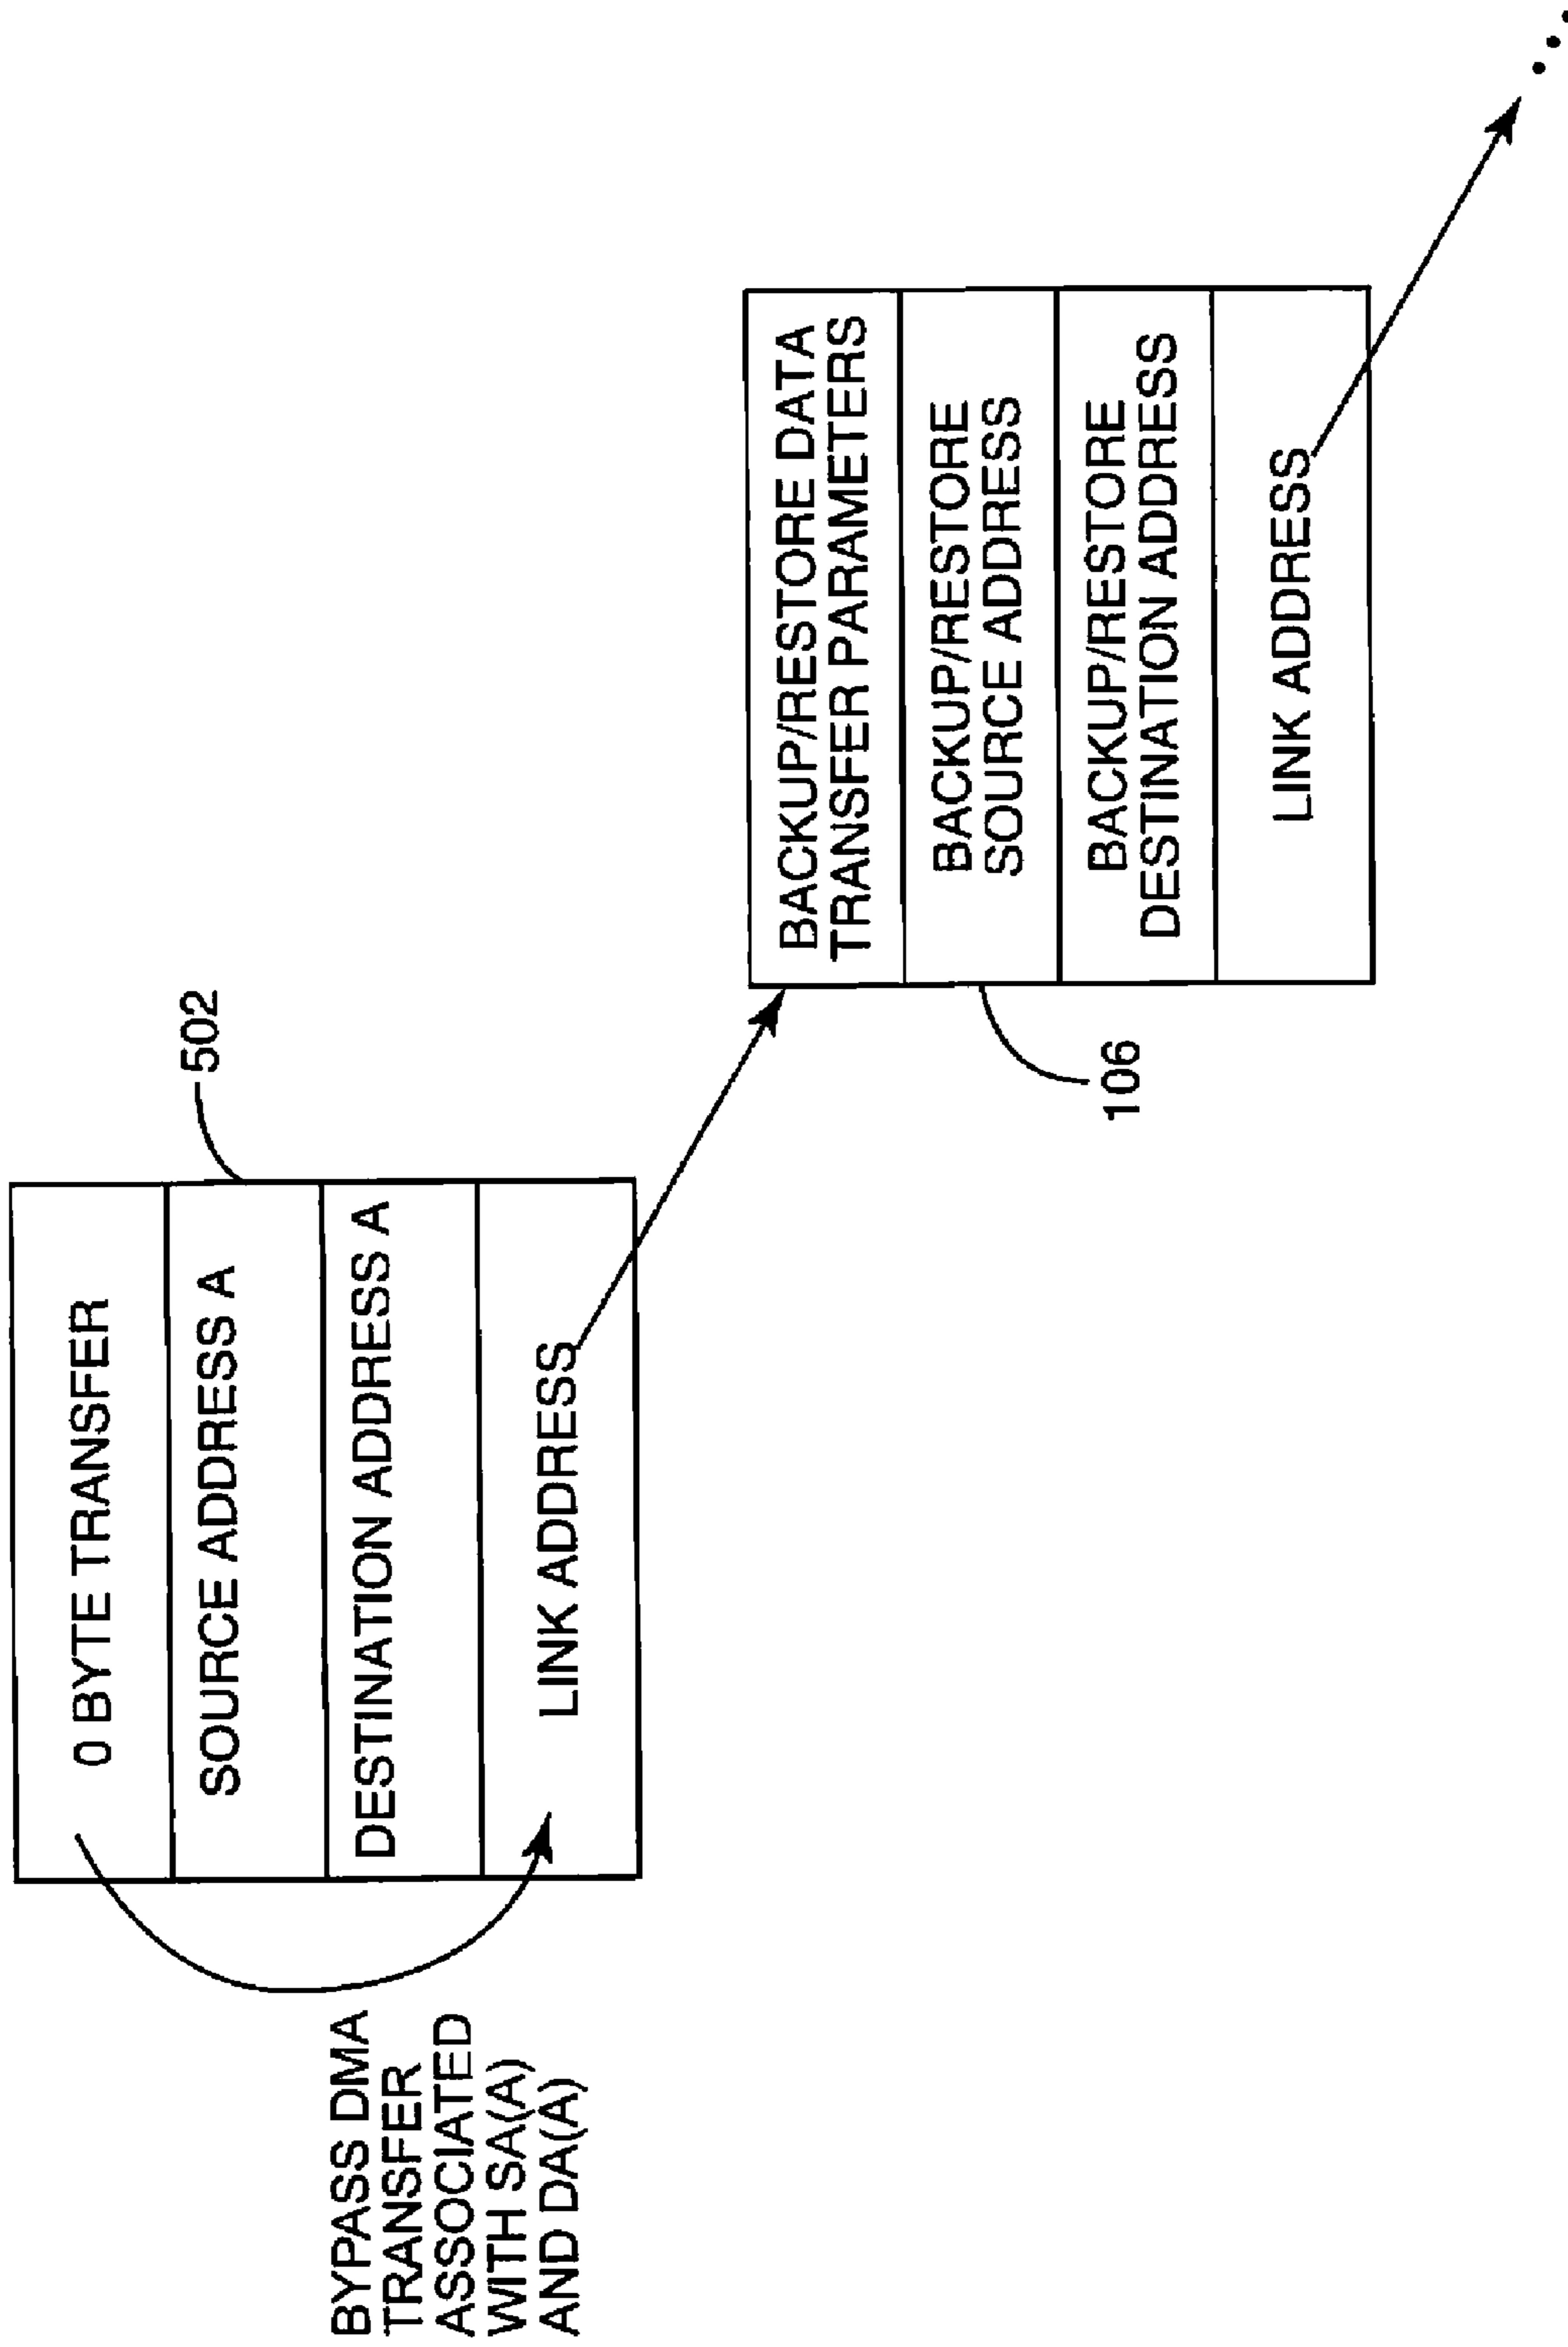 502
0 BYTE TRANSFER
SOURCE ADDRESS A
DESTINATION ADDRESS A
LINK ADDRESS
BYPASS DMA
TRANSFER
ASSOCIATED
WITH SA(A)
AND DA(A)
BACKUP/RESTORE DATA
TRANSFER PARAMETERS
BACKUP/RESTORE
SOURCE ADDRESS
BACKUP/RESTORE
DESTINATION ADDRESS
LINK ADDRESS
106